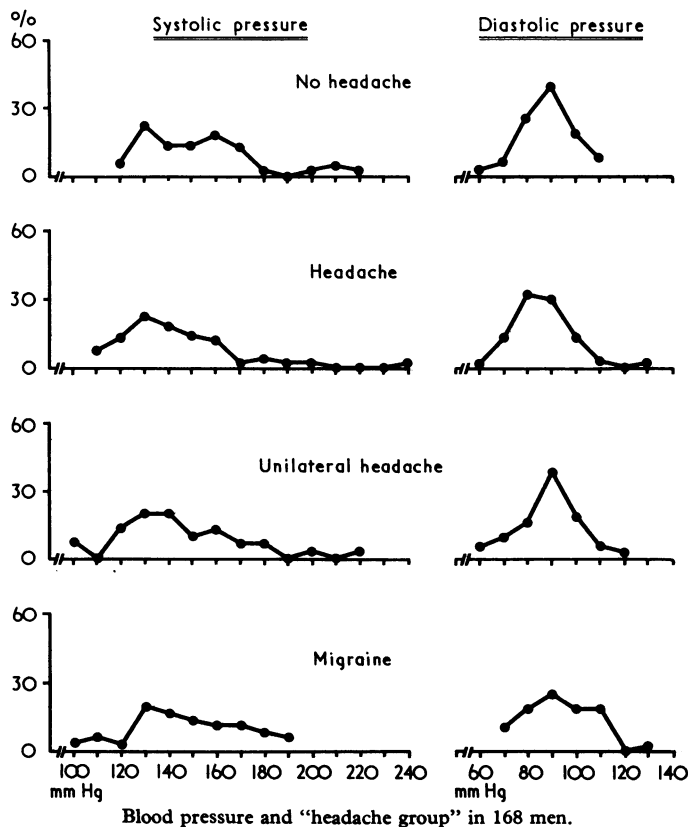 %
Systolic pressure Diastolic pressure
60
No headache
30
0
60
Headache
30
0
60
Unilateral headache
30
0
60
Migraine
30
0
100 120 140 160 180 200 220 240 60 80 100 120 140
mm Hg mm Hg
Blood pressure and "headache group" in 168 men.